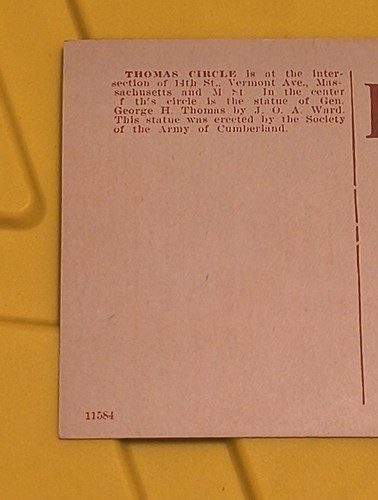 THOMAS CIRCLE is at the inter-
section of 14th St., Vermont Ave., Mas-
sachusetts and M St. In the center
f th's circle is the statue of Gen.
George H. Thomas by J. O. A. Ward.
This statue was erected by the Society
of the Army of Cumberland.
11584